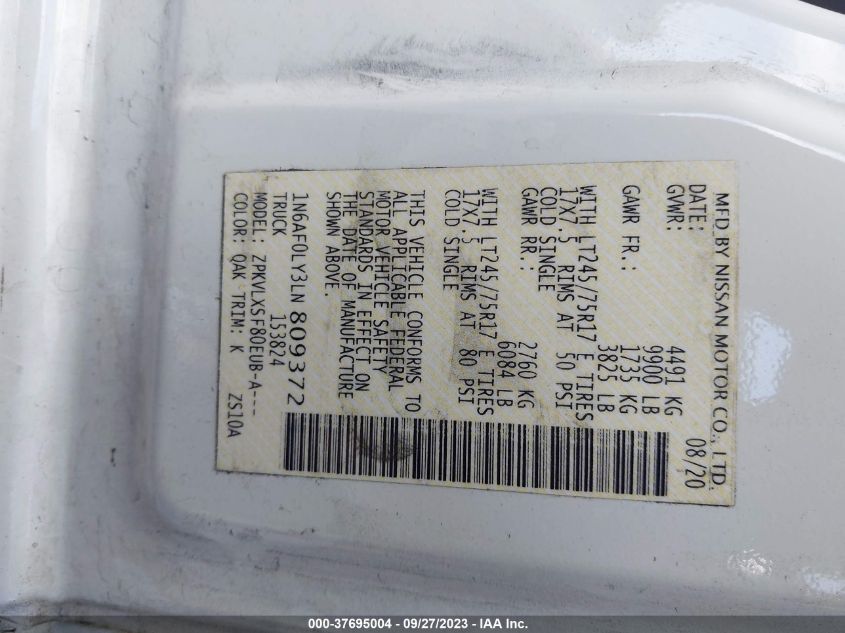 MFD BY NISSAN MOTOR CO., LTD.
DATE: 08/20
GVWR: 4491 KG
9900 LB
GAWR FR.: 1735 KG
3825 LB
WITH LT245/75R17 E TIRES
17X7.5 RIMS AT 50 PSI
COLD SINGLE
GAWR RR.: 2760 KG
6084 LB
WITH LT245/75R17 E TIRES
17X7.5 RIMS AT 80 PSI
COLD SINGLE
THIS VEHICLE CONFORMS TO
ALL APPLICABLE FEDERAL
MOTOR VEHICLE SAFETY
STANDARDS IN EFFECT ON
THE DATE OF MANUFACTURE
SHOWN ABOVE.
1N6AF0LY3LN809372
TRUCK 153824
MODEL: ZPKVLXSF80EUB-A---
COLOR: QAK TRIM: K ZS10A
000-37695004 - 09/27/2023 - IAA Inc.